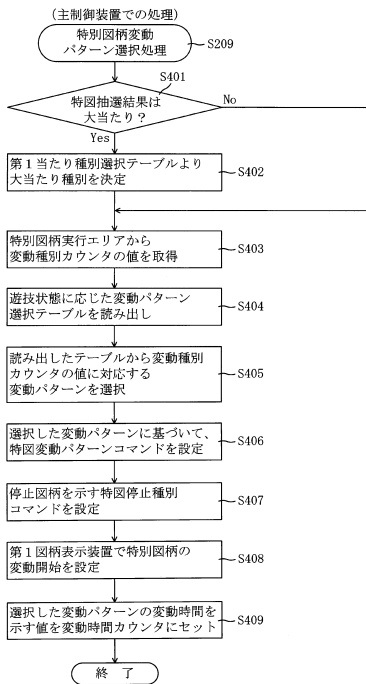 （主制御装置での処理）
特別図柄変動
パターン選択処理
S209
S401
特図抽選結果は
大当たり？
No
Yes
第１当たり種別選択テーブルより
大当たり種別を決定
S402
特別図柄実行エリアから
変動種別カウンタの値を取得
S403
遊技状態に応じた変動パターン
選択テーブルを読み出し
S404
読み出したテーブルから変動種別
カウンタの値に対応する
変動パターンを選択
S405
選択した変動パターンに基づいて、
特図変動パターンコマンドを設定
S406
停止図柄を示す特図停止種別
コマンドを設定
S407
第１図柄表示装置で特別図柄の
変動開始を設定
S408
選択した変動パターンの変動時間を
示す値を変動時間カウンタにセット
S409
終　了